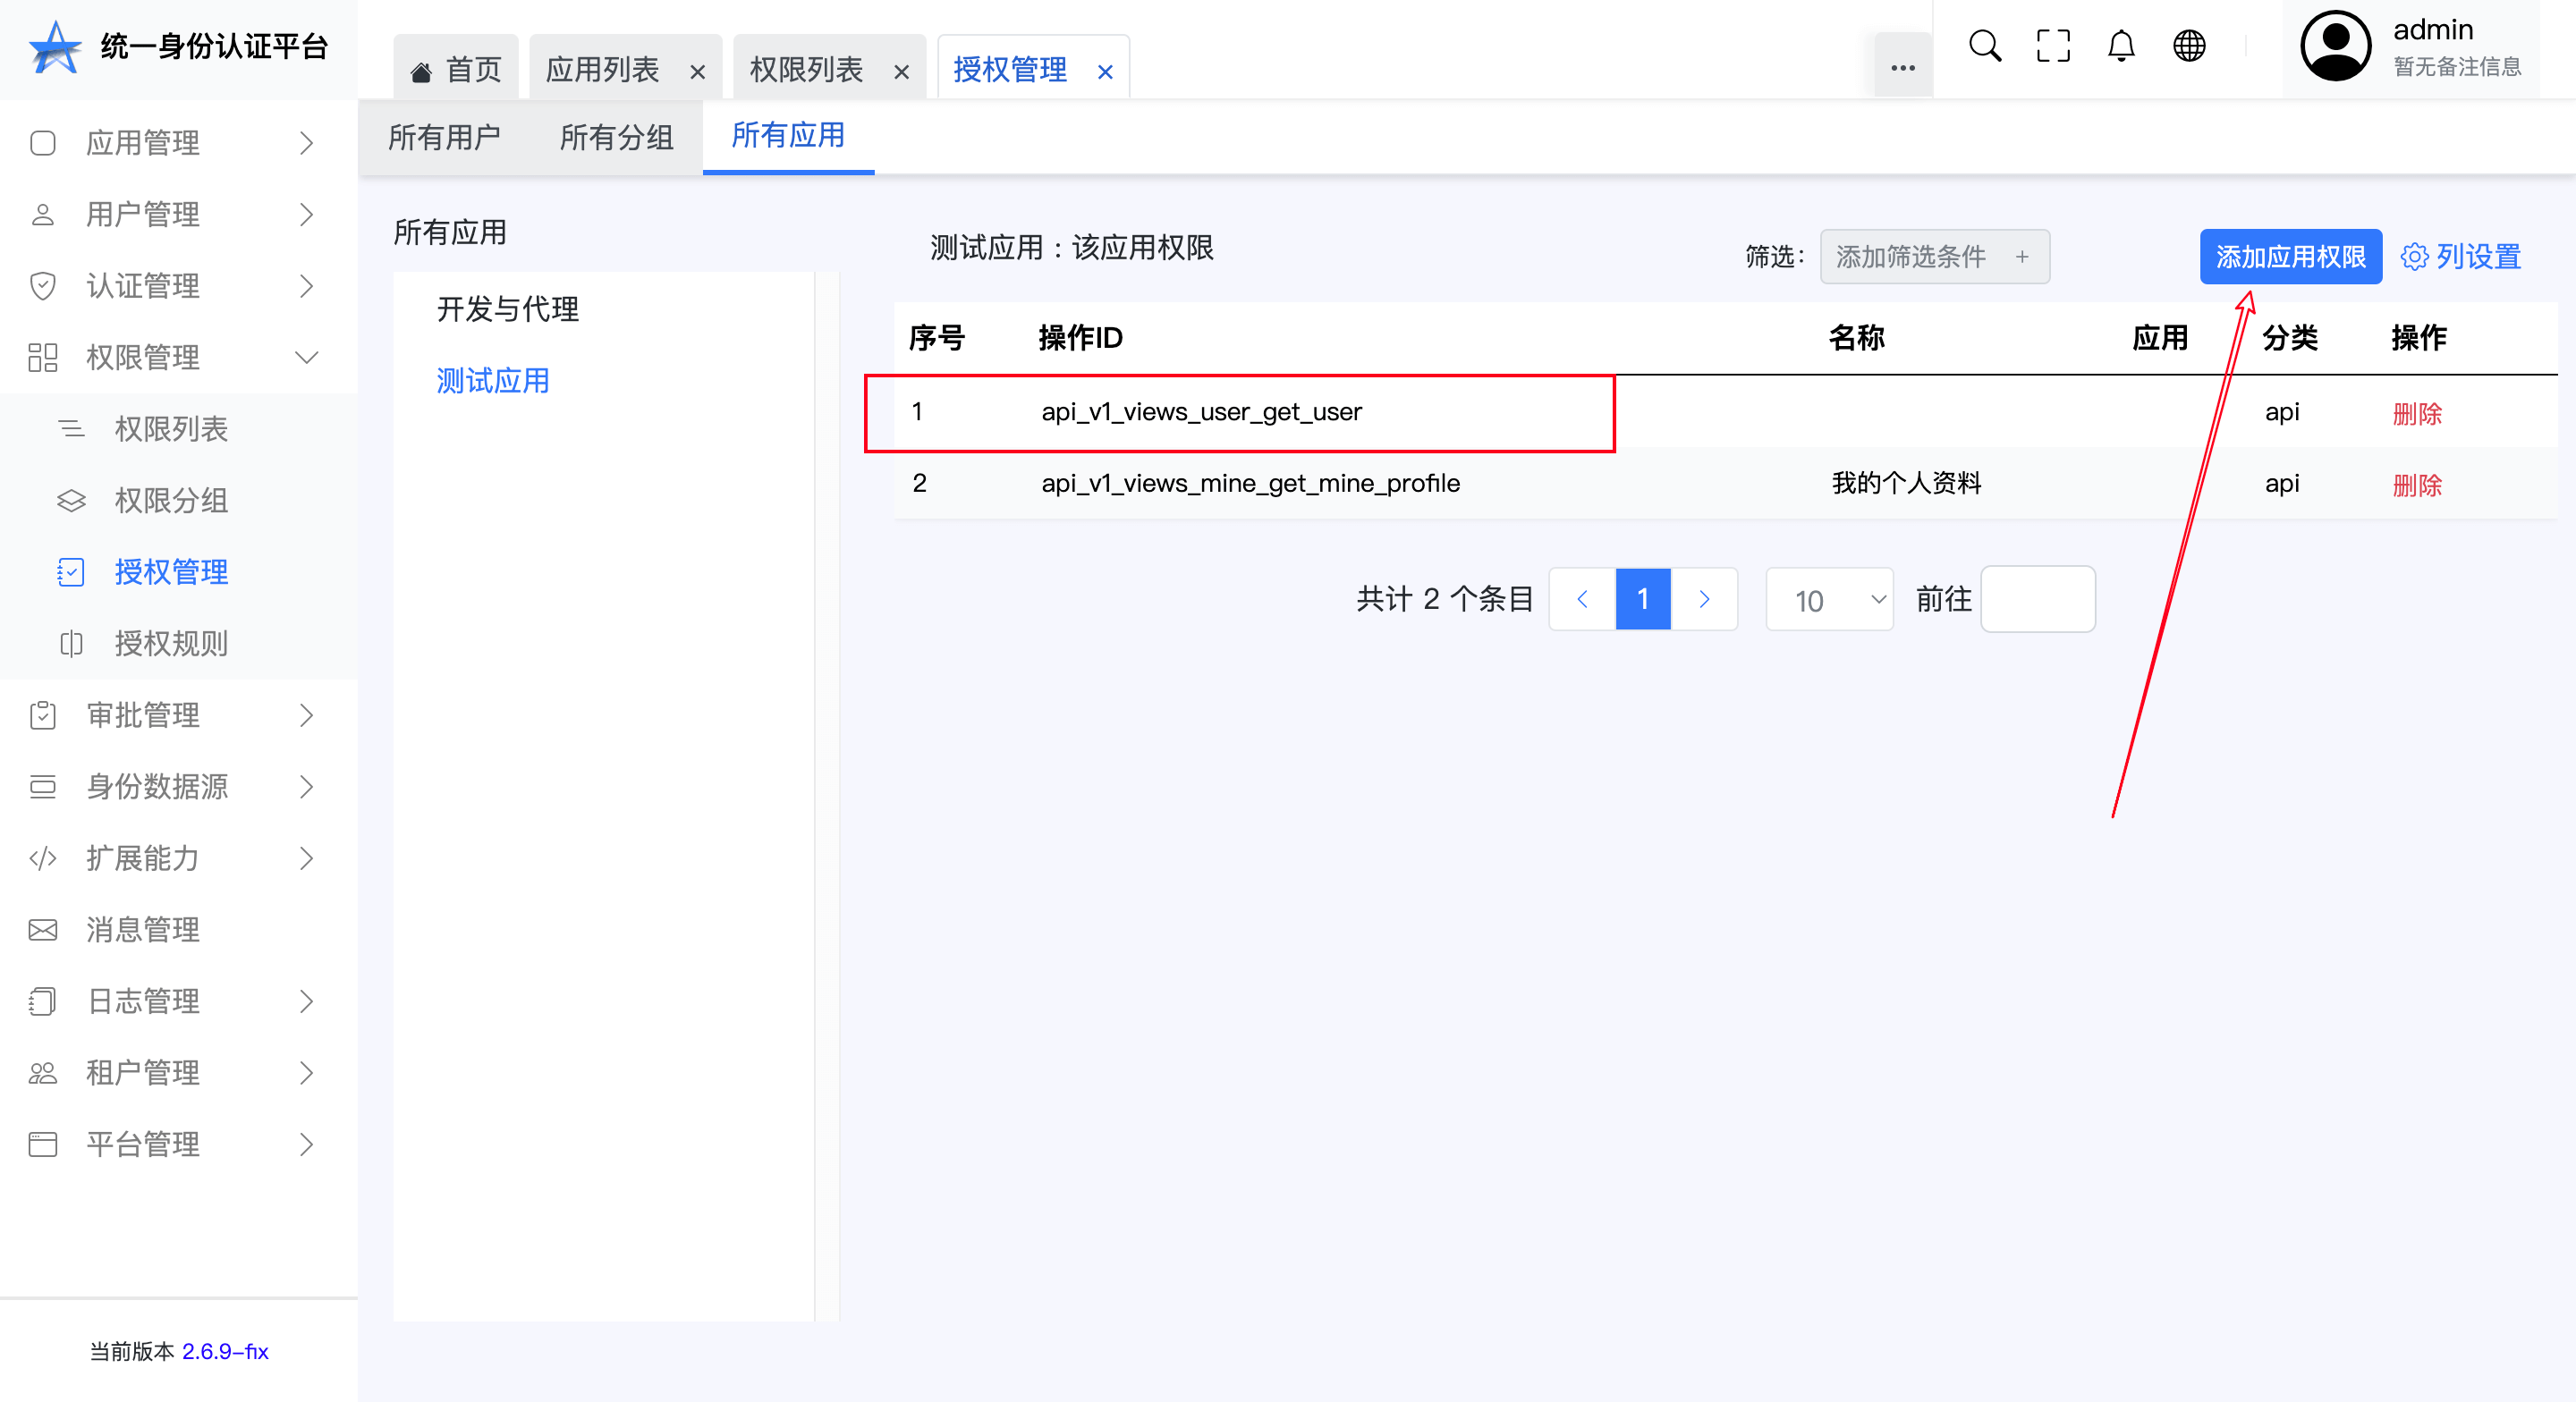 统一身份认证平台
首页
应用列表 ×
权限列表 ×
授权管理 ×
•••
admin
暂无备注信息
应用管理
用户管理
认证管理
权限管理
权限列表
权限分组
授权管理
授权规则
审批管理
身份数据源
扩展能力
消息管理
日志管理
租户管理
平台管理
当前版本 2.6.9-fix
所有用户 所有分组 所有应用
所有应用
开发与代理
测试应用
测试应用 : 该应用权限
筛选: 添加筛选条件 +
添加应用权限
列设置
序号 操作ID 名称 应用 分类 操作
1 api_v1_views_user_get_user api 删除
2 api_v1_views_mine_get_mine_profile 我的个人资料 api 删除
共计 2 个条目 < 1 > 10 前往